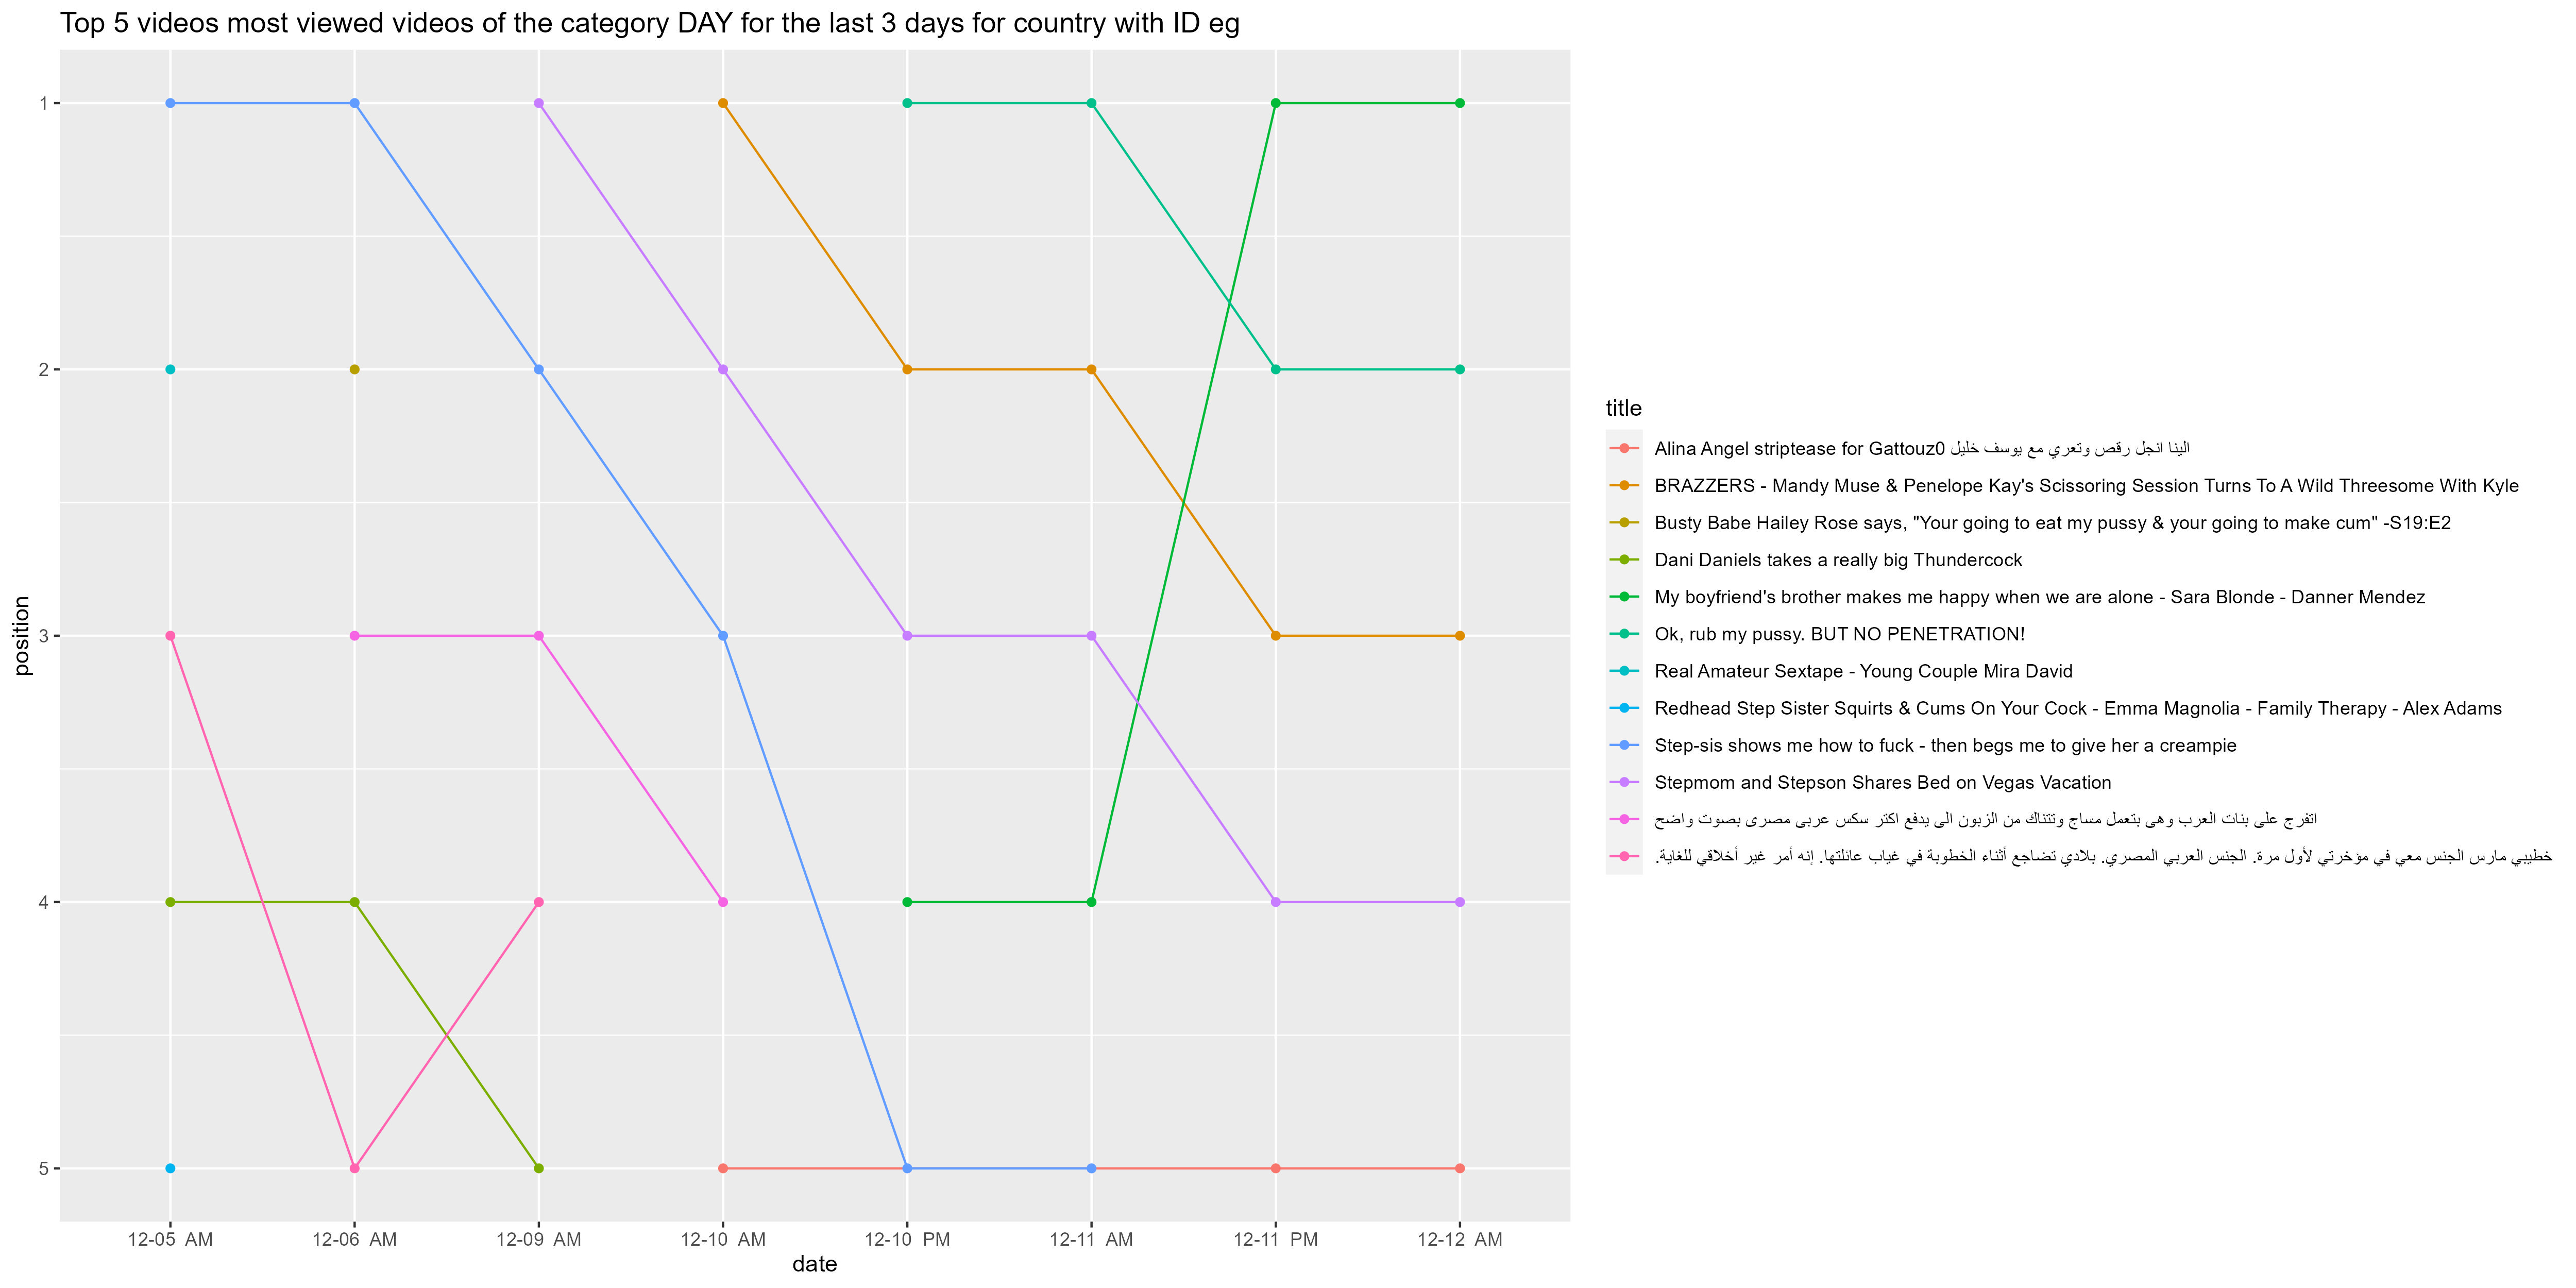 Top 5 videos most viewed videos of the category DAY for the last 3 days for country with ID eg
position
1
2
3
4
5
12-05 AM
12-06 AM
12-09 AM
12-10 AM
12-10 PM
12-11 AM
12-11 PM
12-12 AM
date
title
Alina Angel striptease for Gattouz0 الينا انجل رقص وتعري مع يوسف خليل
BRAZZERS - Mandy Muse & Penelope Kay's Scissoring Session Turns To A Wild Threesome With Kyle
Busty Babe Hailey Rose says, "Your going to eat my pussy & your going to make cum" -S19:E2
Dani Daniels takes a really big Thundercock
My boyfriend's brother makes me happy when we are alone - Sara Blonde - Danner Mendez
Ok, rub my pussy. BUT NO PENETRATION!
Real Amateur Sextape - Young Couple Mira David
Redhead Step Sister Squirts & Cums On Your Cock - Emma Magnolia - Family Therapy - Alex Adams
Step-sis shows me how to fuck - then begs me to give her a creampie
Stepmom and Stepson Shares Bed on Vegas Vacation
اتفرج على بنات العرب وهى بتعمل مساج وتتناك من الزبون الى يدفع اكتر سكس عربى مصرى بصوت واضح
خطيبي مارس الجنس معي في مؤخرتي لأول مرة. الجنس العربي المصري. بلادي تضاجع أثناء الخطوبة في غياب عائلتها. إنه أمر غير أخلاقي للغاية.